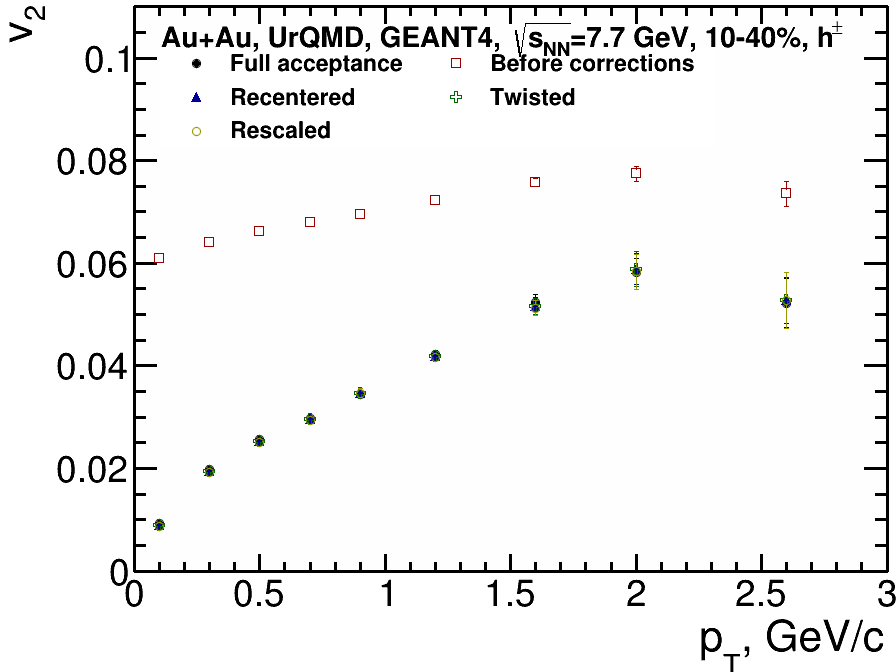 v2
Au+Au, UrQMD, GEANT4, √sNN=7.7 GeV, 10-40%, h±
Full acceptance
Before corrections
Recentered
Twisted
Rescaled
0.1
0.08
0.06
0.04
0.02
0
0 0.5 1 1.5 2 2.5 3
pT, GeV/c